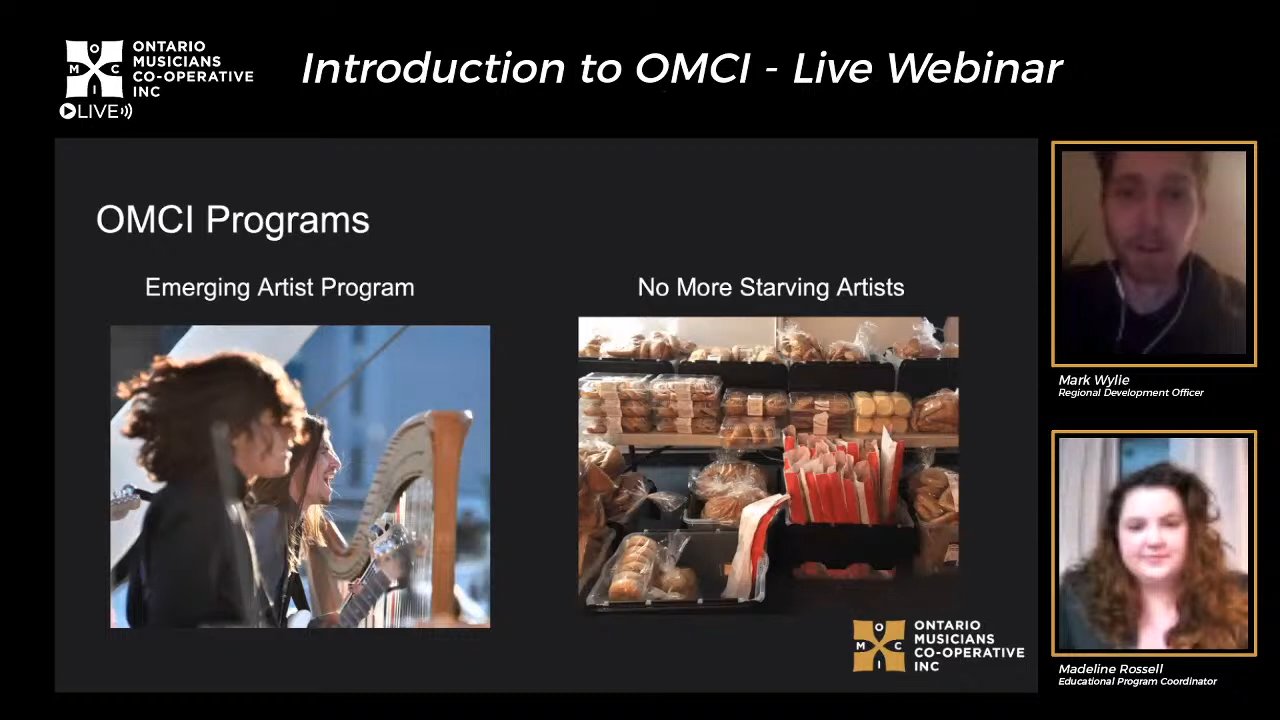 O
M C
I
ONTARIO
MUSICIANS
CO-OPERATIVE
INC
LIVE
Introduction to OMCI - Live Webinar
OMCI Programs
Emerging Artist Program
No More Starving Artists
O
M C
I
ONTARIO
MUSICIANS
CO-OPERATIVE
INC
Mark Wylie
Regional Development Officer
Madeline Rossell
Educational Program Coordinator